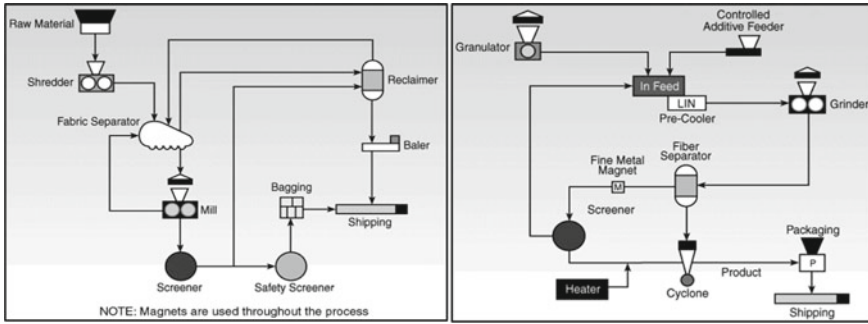 Raw Material
Shredder
Fabric Separator
Mill
Screener
Safety Screener
Bagging
Shipping
Baler
Reclaimer
NOTE: Magnets are used throughout the process
Granulator
Controlled
Additive Feeder
In Feed
LIN
Pre-Cooler
Grinder
Fiber
Separator
Fine Metal
Magnet
M
Screener
Heater
Cyclone
Product
Packaging
P
Shipping